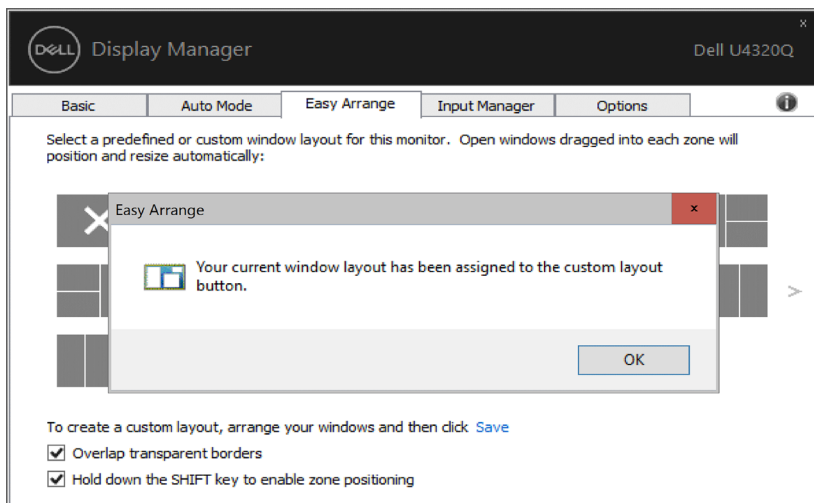 x
DELL Display Manager
Dell U4320Q
Basic Auto Mode Easy Arrange Input Manager Options i
Select a predefined or custom window layout for this monitor. Open windows dragged into each zone will
position and resize automatically:
Easy Arrange x
Your current window layout has been assigned to the custom layout
button.
>
OK
To create a custom layout, arrange your windows and then click Save
Overlap transparent borders
Hold down the SHIFT key to enable zone positioning